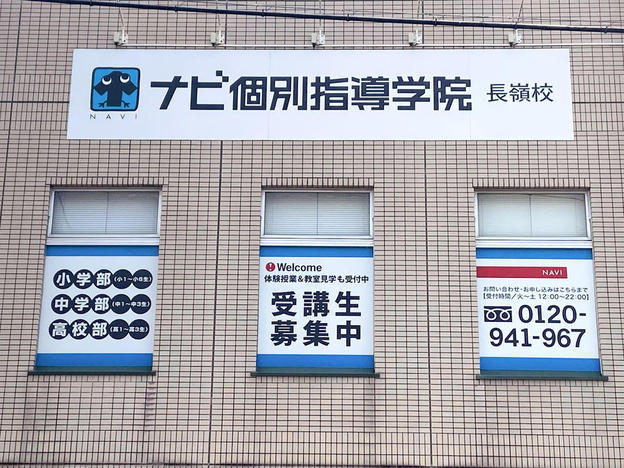 NAVI
ナビ個別指導学院 長嶺校
小学部(小1~小6生)
中学部(中1~中3生)
高校部(高1~高3生)
! Welcome
体験授業&教室見学も受付中
受講生
募集中
NAVI
お問い合わせ・お申し込みはこちらまで
【受付時間/火~土 12:00~22:00】
0120-
941-967